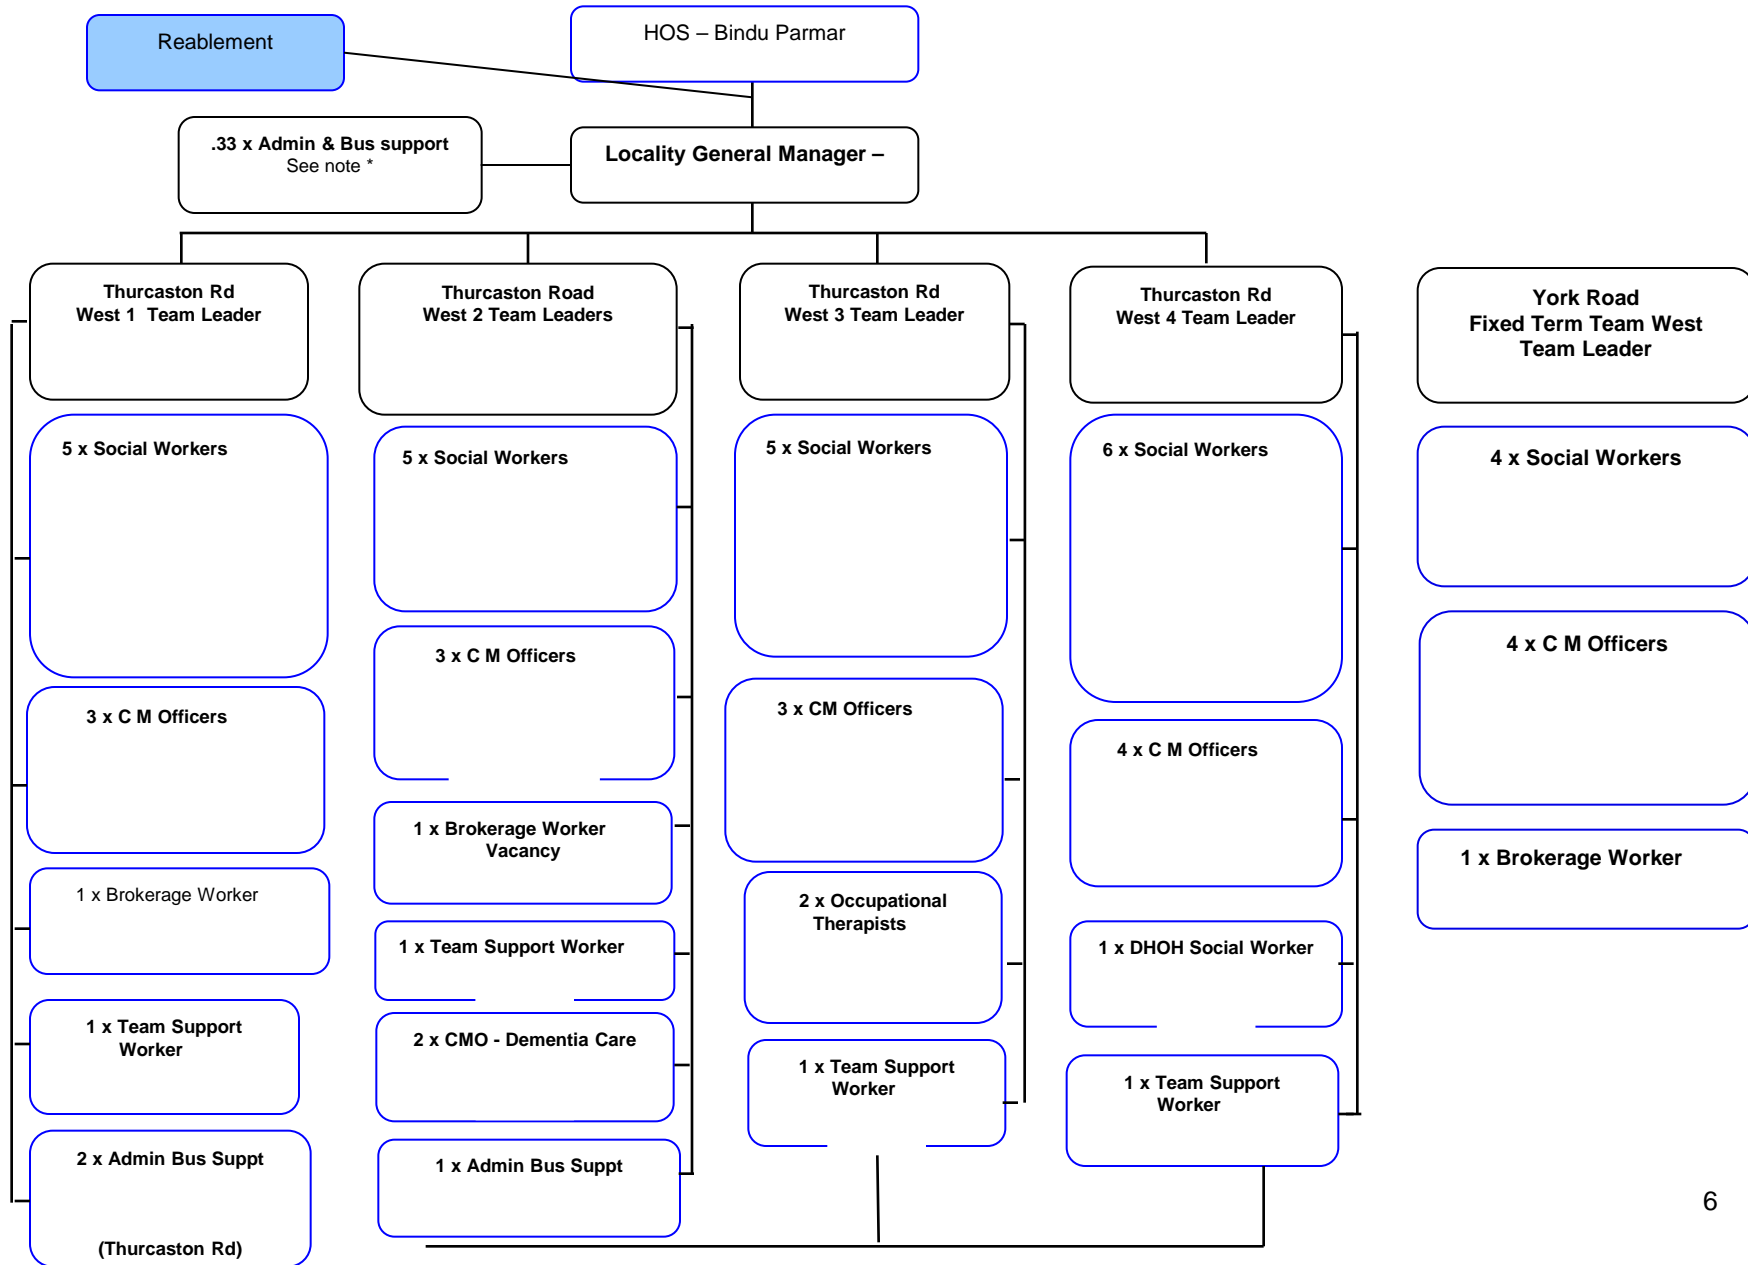 Reablement
HOS – Bindu Parmar
.33 x Admin & Bus support
See note *
Locality General Manager –
Thurcaston Rd
West 1 Team Leader
5 x Social Workers
3 x C M Officers
1 x Brokerage Worker
1 x Team Support
Worker
2 x Admin Bus Suppt
(Thurcaston Rd)
Thurcaston Road
West 2 Team Leaders
5 x Social Workers
3 x C M Officers
1 x Brokerage Worker
Vacancy
1 x Team Support Worker
2 x CMO - Dementia Care
1 x Admin Bus Suppt
Thurcaston Rd
West 3 Team Leader
5 x Social Workers
3 x CM Officers
2 x Occupational
Therapists
1 x Team Support
Worker
Thurcaston Rd
West 4 Team Leader
6 x Social Workers
4 x C M Officers
1 x DHOH Social Worker
1 x Team Support
Worker
York Road
Fixed Term Team West
Team Leader
4 x Social Workers
4 x C M Officers
1 x Brokerage Worker
6